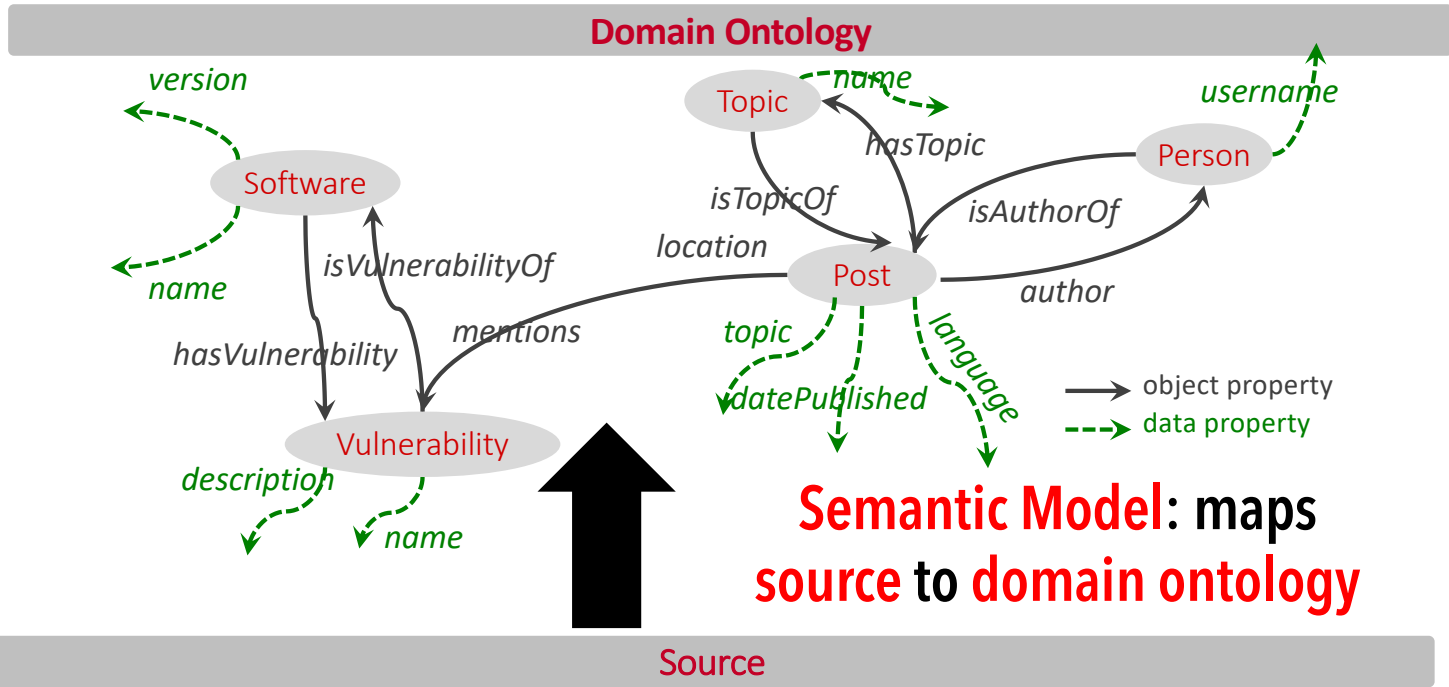 Domain Ontology
version
name
username
Topic
hasTopic
Person
Software
isTopicOf
isAuthorOf
location
isVulnerabilityOf
Post
name
author
mentions
topic
language
hasVulnerability
datePublished
object property
data property
Vulnerability
description
name
Semantic Model: maps
source to domain ontology
Source